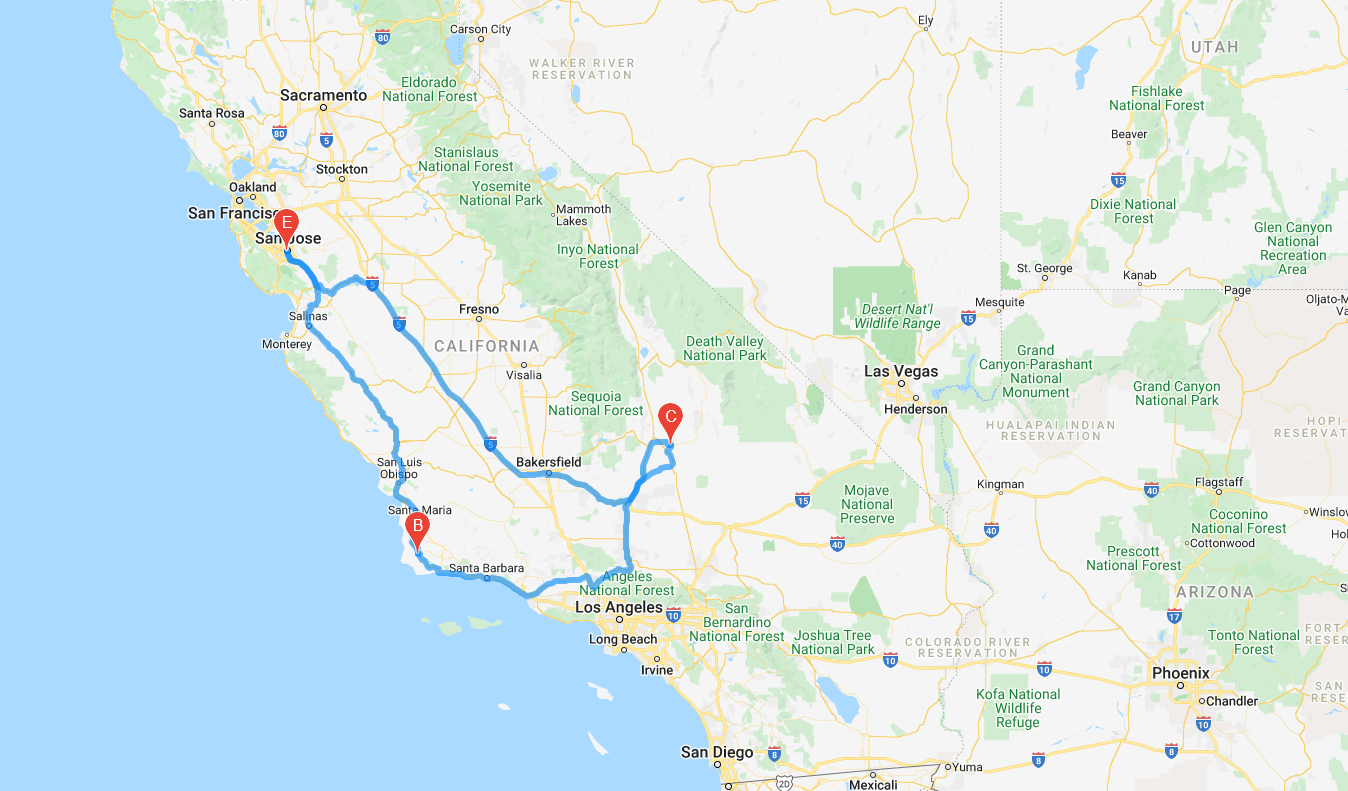 Ely
Carson City
80
UTAH
WALKER RIVER
RESERVATION
Eldorado
National Forest
Fishlake
National Forest
Sacramento
Santa Rosa
80
5
Beaver
Stanislaus
National Forest
Stockton
15
Yosemite
National Park
Oakland
Mammoth
Lakes
Dixie National
Forest
San Francis
E
San Jose
Glen Canyon
National
Recreation
Area
Inyo National
Forest
St. George
Kanab
5
Page
Mesquite
Oljato-M
Va
Fresno
Salinas
5
Desert Nat'l
Wildlife Range
15
Monterey
CALIFORNIA
Death Valley
National Park
Grand
Canyon-Parashant
National
Monument
Visalia
Las Vegas
Grand Canyon
National Park
Sequoia
National Forest
Henderson
C
HUALAPAI INDIAN
RESERVATION
HOPI
RESERVAT
5
San Luis
Obispo
Bakersfield
Kingman
Flagstaff
40
15
Mojave
National
Preserve
Santa Maria
B
Coconino
National Forest
Winslow
40
40
Cottonwood
Hol
Prescott
National Forest
Santa Barbara
Angeles
National Forest
ARIZONA
S
Los Angeles
10
San
Bernardino
National Forest
17
Long Beach
Joshua Tree
National Park
COLORADO RIVER
RESERVATION
Tonto National
Forest
FORT
RESER
Irvine
10
10
Phoenix
Kofa National
Wildlife
Refuge
Chandler
SAN
RESE
10
San Diego
8
8
8
Yuma
2D
Mexicali